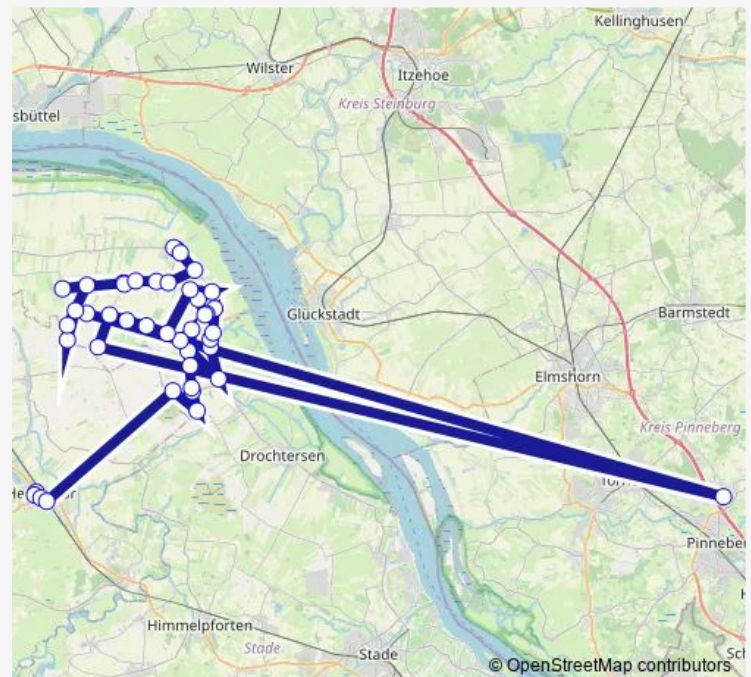 Kellinghusen
Wilster
Itzehoe
Kreis Steinburg
sbüttel
Glückstadt
Barmstedt
Elmshorn
Kreis Pinneberg
Drochtersen
Pinneber
Himmelpforten
Stade
Stade
© OpenStreetMap contributors